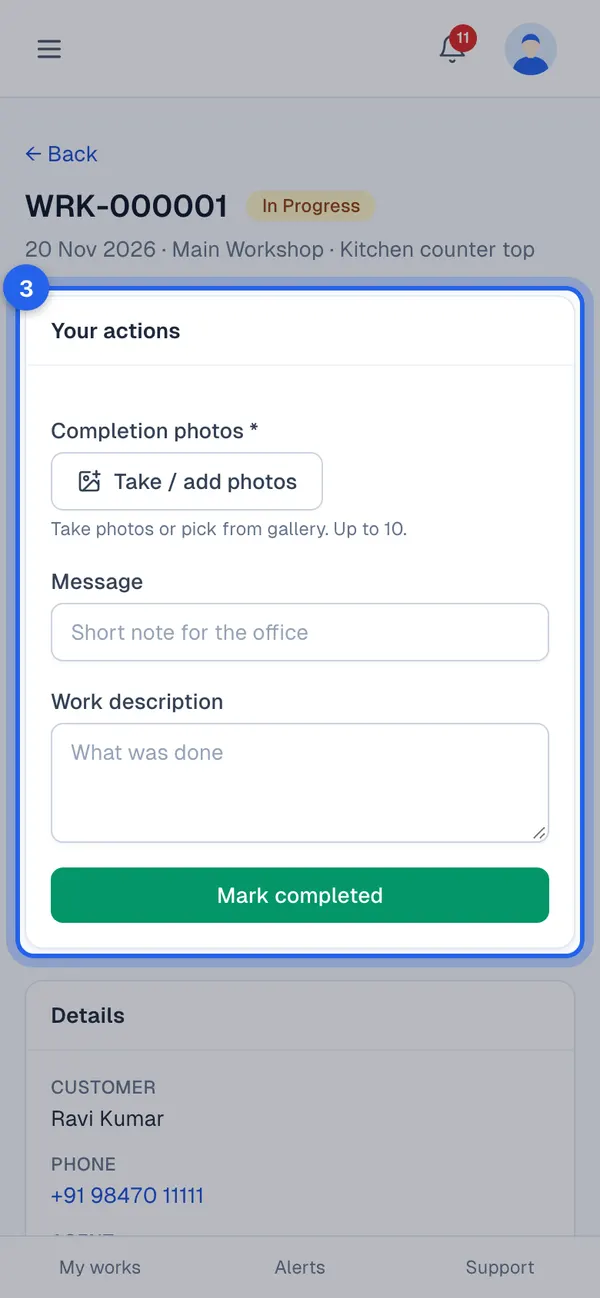 11
← Back
WRK-000001 In Progress
20 Nov 2026 · Main Workshop · Kitchen counter top
3
Your actions
Completion photos *
Take / add photos
Take photos or pick from gallery. Up to 10.
Message
Short note for the office
Work description
What was done
Mark completed
Details
CUSTOMER
Ravi Kumar
PHONE
+91 98470 11111
My works Alerts Support